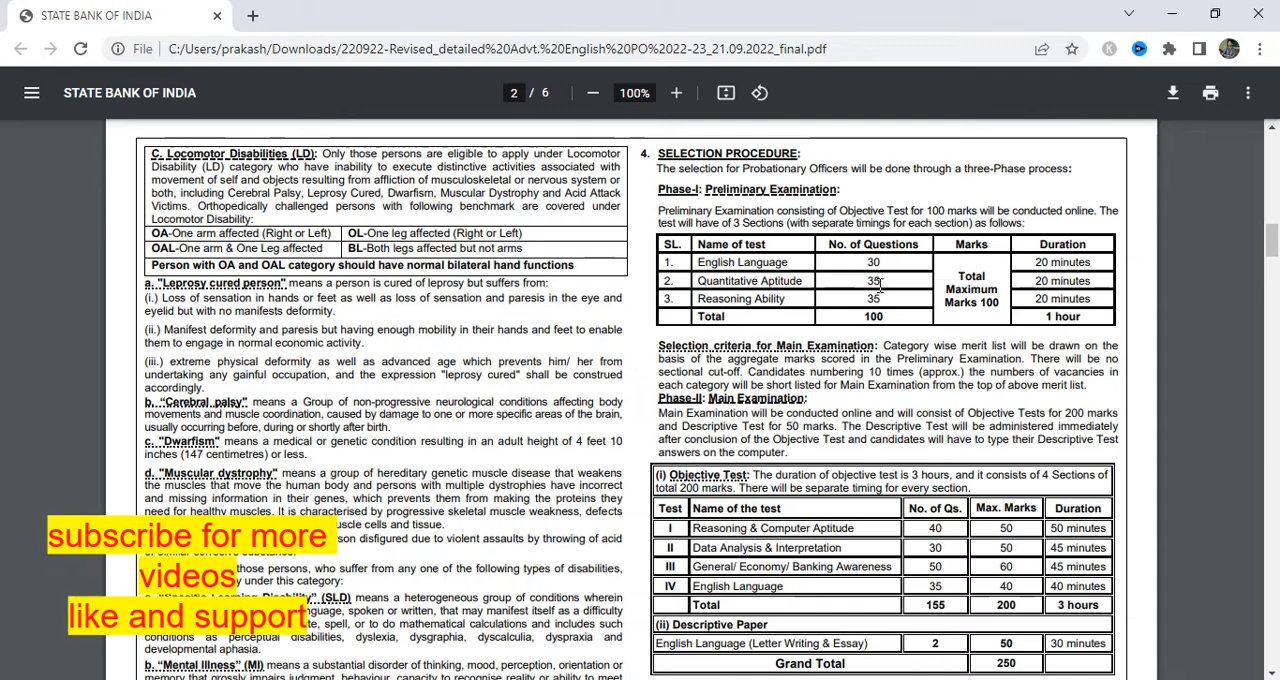 STATE BANK OF INDIA
File C:/Users/prakash/Downloads/220922-Revised_detailed%20Advt.%20English%20PO%2022-23_21.09.2022_final.pdf
STATE BANK OF INDIA
2 / 6
100%
C. Locomotor Disabilities (LD): Only those persons are eligible to apply under Locomotor
Disability (LD) category who have inability to execute distinctive activities associated with
movement of self and objects resulting from affliction of musculoskeletal or nervous system or
both, including Cerebral Palsy, Leprosy Cured, Dwarfism, Muscular Dystrophy and Acid Attack
Victims. Orthopedically challenged persons with following benchmark are covered under
Locomotor Disability:
OA-One arm affected (Right or Left) OL-One leg affected (Right or Left)
OAL-One arm & One Leg affected BL-Both legs affected but not arms
Person with OA and OAL category should have normal bilateral hand functions
a. "Leprosy cured person" means a person is cured of leprosy but suffers from:
(i.) Loss of sensation in hands or feet as well as loss of sensation and paresis in the eye and
eyelid but with no manifests deformity.
(ii.) Manifest deformity and paresis but having enough mobility in their hands and feet to enable
them to engage in normal economic activity.
(iii.) extreme physical deformity as well as advanced age which prevents him/ her from
undertaking any gainful occupation, and the expression "leprosy cured" shall be construed
accordingly.
b. "Cerebral palsy" means a Group of non-progressive neurological conditions affecting body
movements and muscle coordination, caused by damage to one or more specific areas of the brain,
usually occurring before, during or shortly after birth.
c. "Dwarfism" means a medical or genetic condition resulting in an adult height of 4 feet 10
inches (147 centimetres) or less.
d. "Muscular dystrophy" means a group of hereditary genetic muscle disease that weakens
the muscles that move the human body and persons with multiple dystrophies have incorrect
and missing information in their genes, which prevents them from making the proteins they
need for healthy muscles. It is characterised by progressive skeletal muscle weakness, defects
muscle cells and tissue.
person disfigured due to violent assaults by throwing of acid
those persons, who suffer from any one of the following types of disabilities,
under this category:
(SLD) means a heterogeneous group of conditions wherein
language, spoken or written, that may manifest itself as a difficulty
spell, or to do mathematical calculations and includes such
conditions as perceptual disabilities, dyslexia, dysgraphia, dyscalculia, dyspraxia and
developmental aphasia.
b. "Mental Illness" (MI) means a substantial disorder of thinking, mood, perception, orientation or
memory that grossly impairs judgment, behaviour, capacity to recognise reality or ability to meet
subscribe for more
videos
like and support
4. SELECTION PROCEDURE:
The selection for Probationary Officers will be done through a three-Phase process:
Phase-I: Preliminary Examination:
Preliminary Examination consisting of Objective Test for 100 marks will be conducted online. The
test will have of 3 Sections (with separate timings for each section) as follows:
SL. Name of test No. of Questions Marks Duration
1. English Language 30 Total Maximum Marks 100 20 minutes
2. Quantitative Aptitude 35 20 minutes
3. Reasoning Ability 35 20 minutes
Total 100 1 hour
Selection criteria for Main Examination: Category wise merit list will be drawn on the
basis of the aggregate marks scored in the Preliminary Examination. There will be no
sectional cut-off. Candidates numbering 10 times (approx.) the numbers of vacancies
in each category will be short listed for Main Examination from the top of above merit list.
Phase-II: Main Examination:
Main Examination will be conducted online and will consist of Objective Tests for 200 marks
and Descriptive Test for 50 marks. The Descriptive Test will be administered immediately
after conclusion of the Objective Test and candidates will have to type their Descriptive Test
answers on the computer.
(i) Objective Test: The duration of objective test is 3 hours, and it consists of 4 Sections of
total 200 marks. There will be separate timing for every section.
Test Name of the test No. of Qs. Max. Marks Duration
I Reasoning & Computer Aptitude 40 50 50 minutes
II Data Analysis & Interpretation 30 50 45 minutes
III General/ Economy/ Banking Awareness 50 60 45 minutes
IV English Language 35 40 40 minutes
Total 155 200 3 hours
(ii) Descriptive Paper
English Language (Letter Writing & Essay) 2 50 30 minutes
Grand Total 250